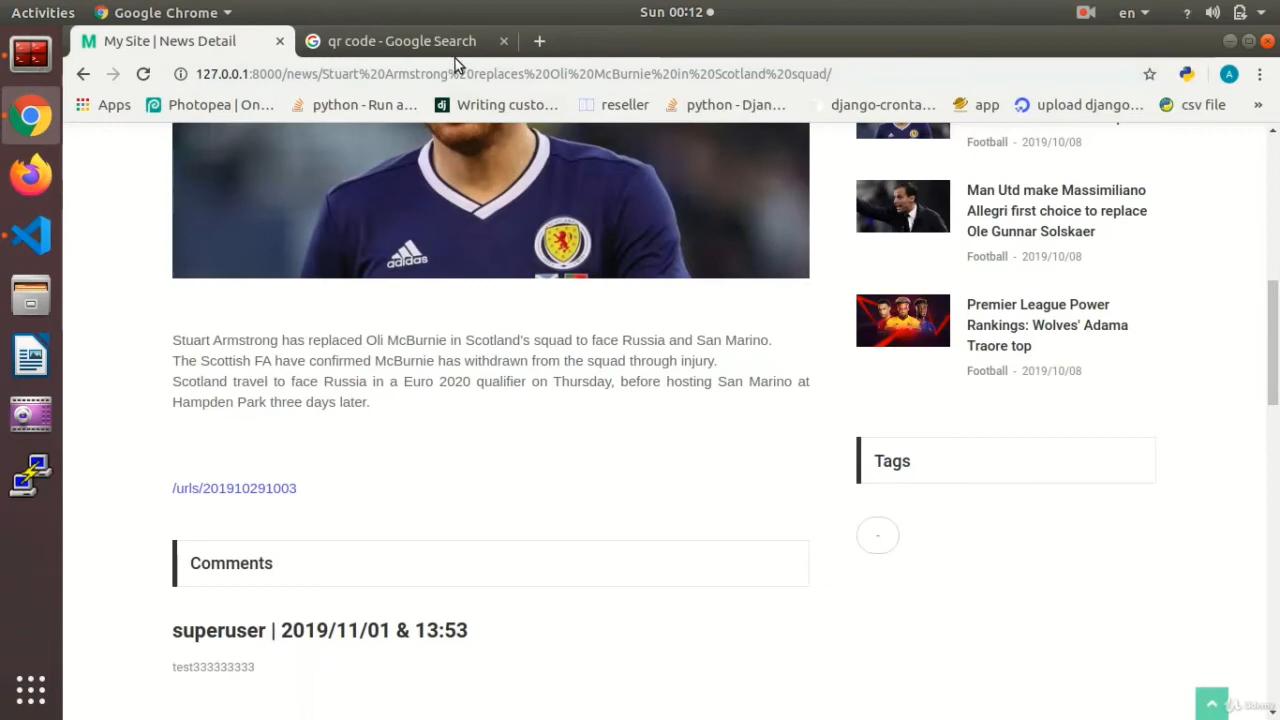 Activities
Google Chrome
Sun 00:12
en
?
My Site | News Detail
qr code - Google Search
127.0.0.1:8000/news/Stuart%20Armstrong%20replaces%20Oli%20McBurnie%20in%20Scotland%20squad/
A
Apps
Photopea | On...
python - Run a...
Writing custo...
reseller
python - Djan...
django-cronta...
app
upload django...
csv file
»
Football - 2019/10/08
Man Utd make Massimiliano
Allegri first choice to replace
Ole Gunnar Solskaer
Football - 2019/10/08
Premier League Power
Rankings: Wolves' Adama
Traore top
Football - 2019/10/08
adidas
Stuart Armstrong has replaced Oli McBurnie in Scotland's squad to face Russia and San Marino.
The Scottish FA have confirmed McBurnie has withdrawn from the squad through injury.
Scotland travel to face Russia in a Euro 2020 qualifier on Thursday, before hosting San Marino at
Hampden Park three days later.
Tags
-
/urls/201910291003
Comments
superuser | 2019/11/01 & 13:53
test333333333
Udemy